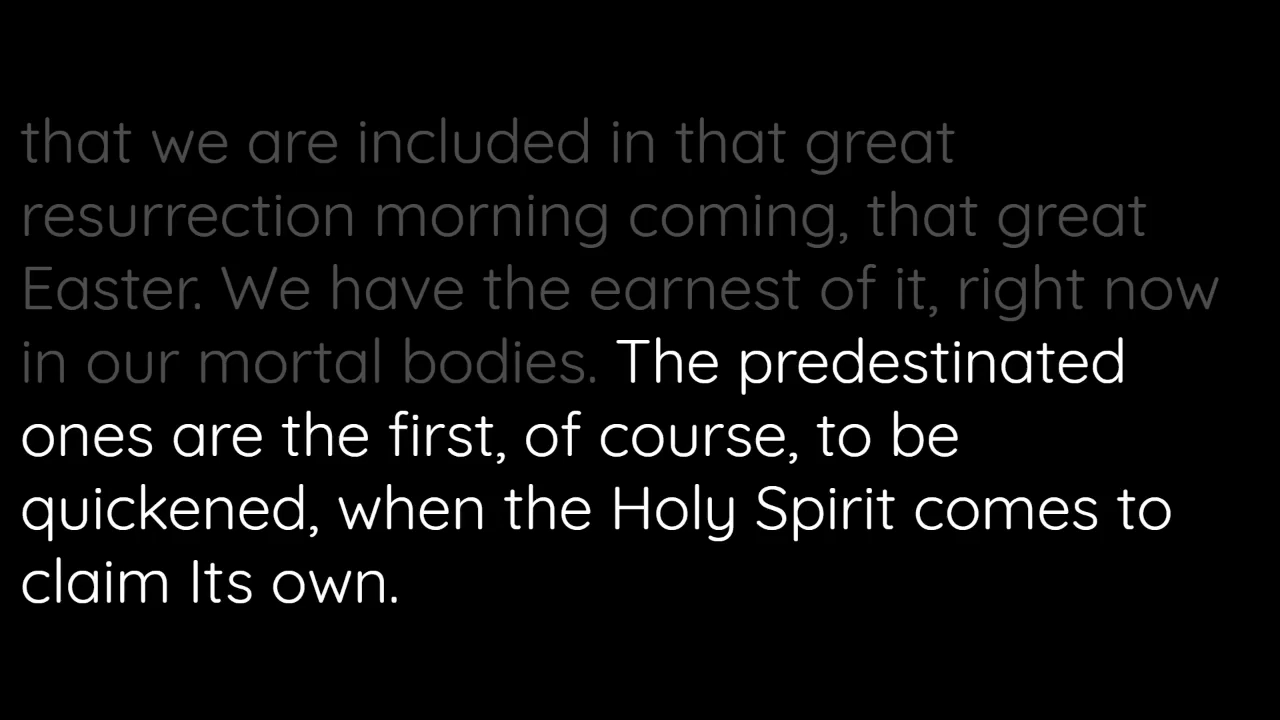 that we are included in that great
resurrection morning coming, that great
Easter. We have the earnest of it, right now
in our mortal bodies. The predestinated
ones are the first, of course, to be
quickened, when the Holy Spirit comes to
claim Its own.